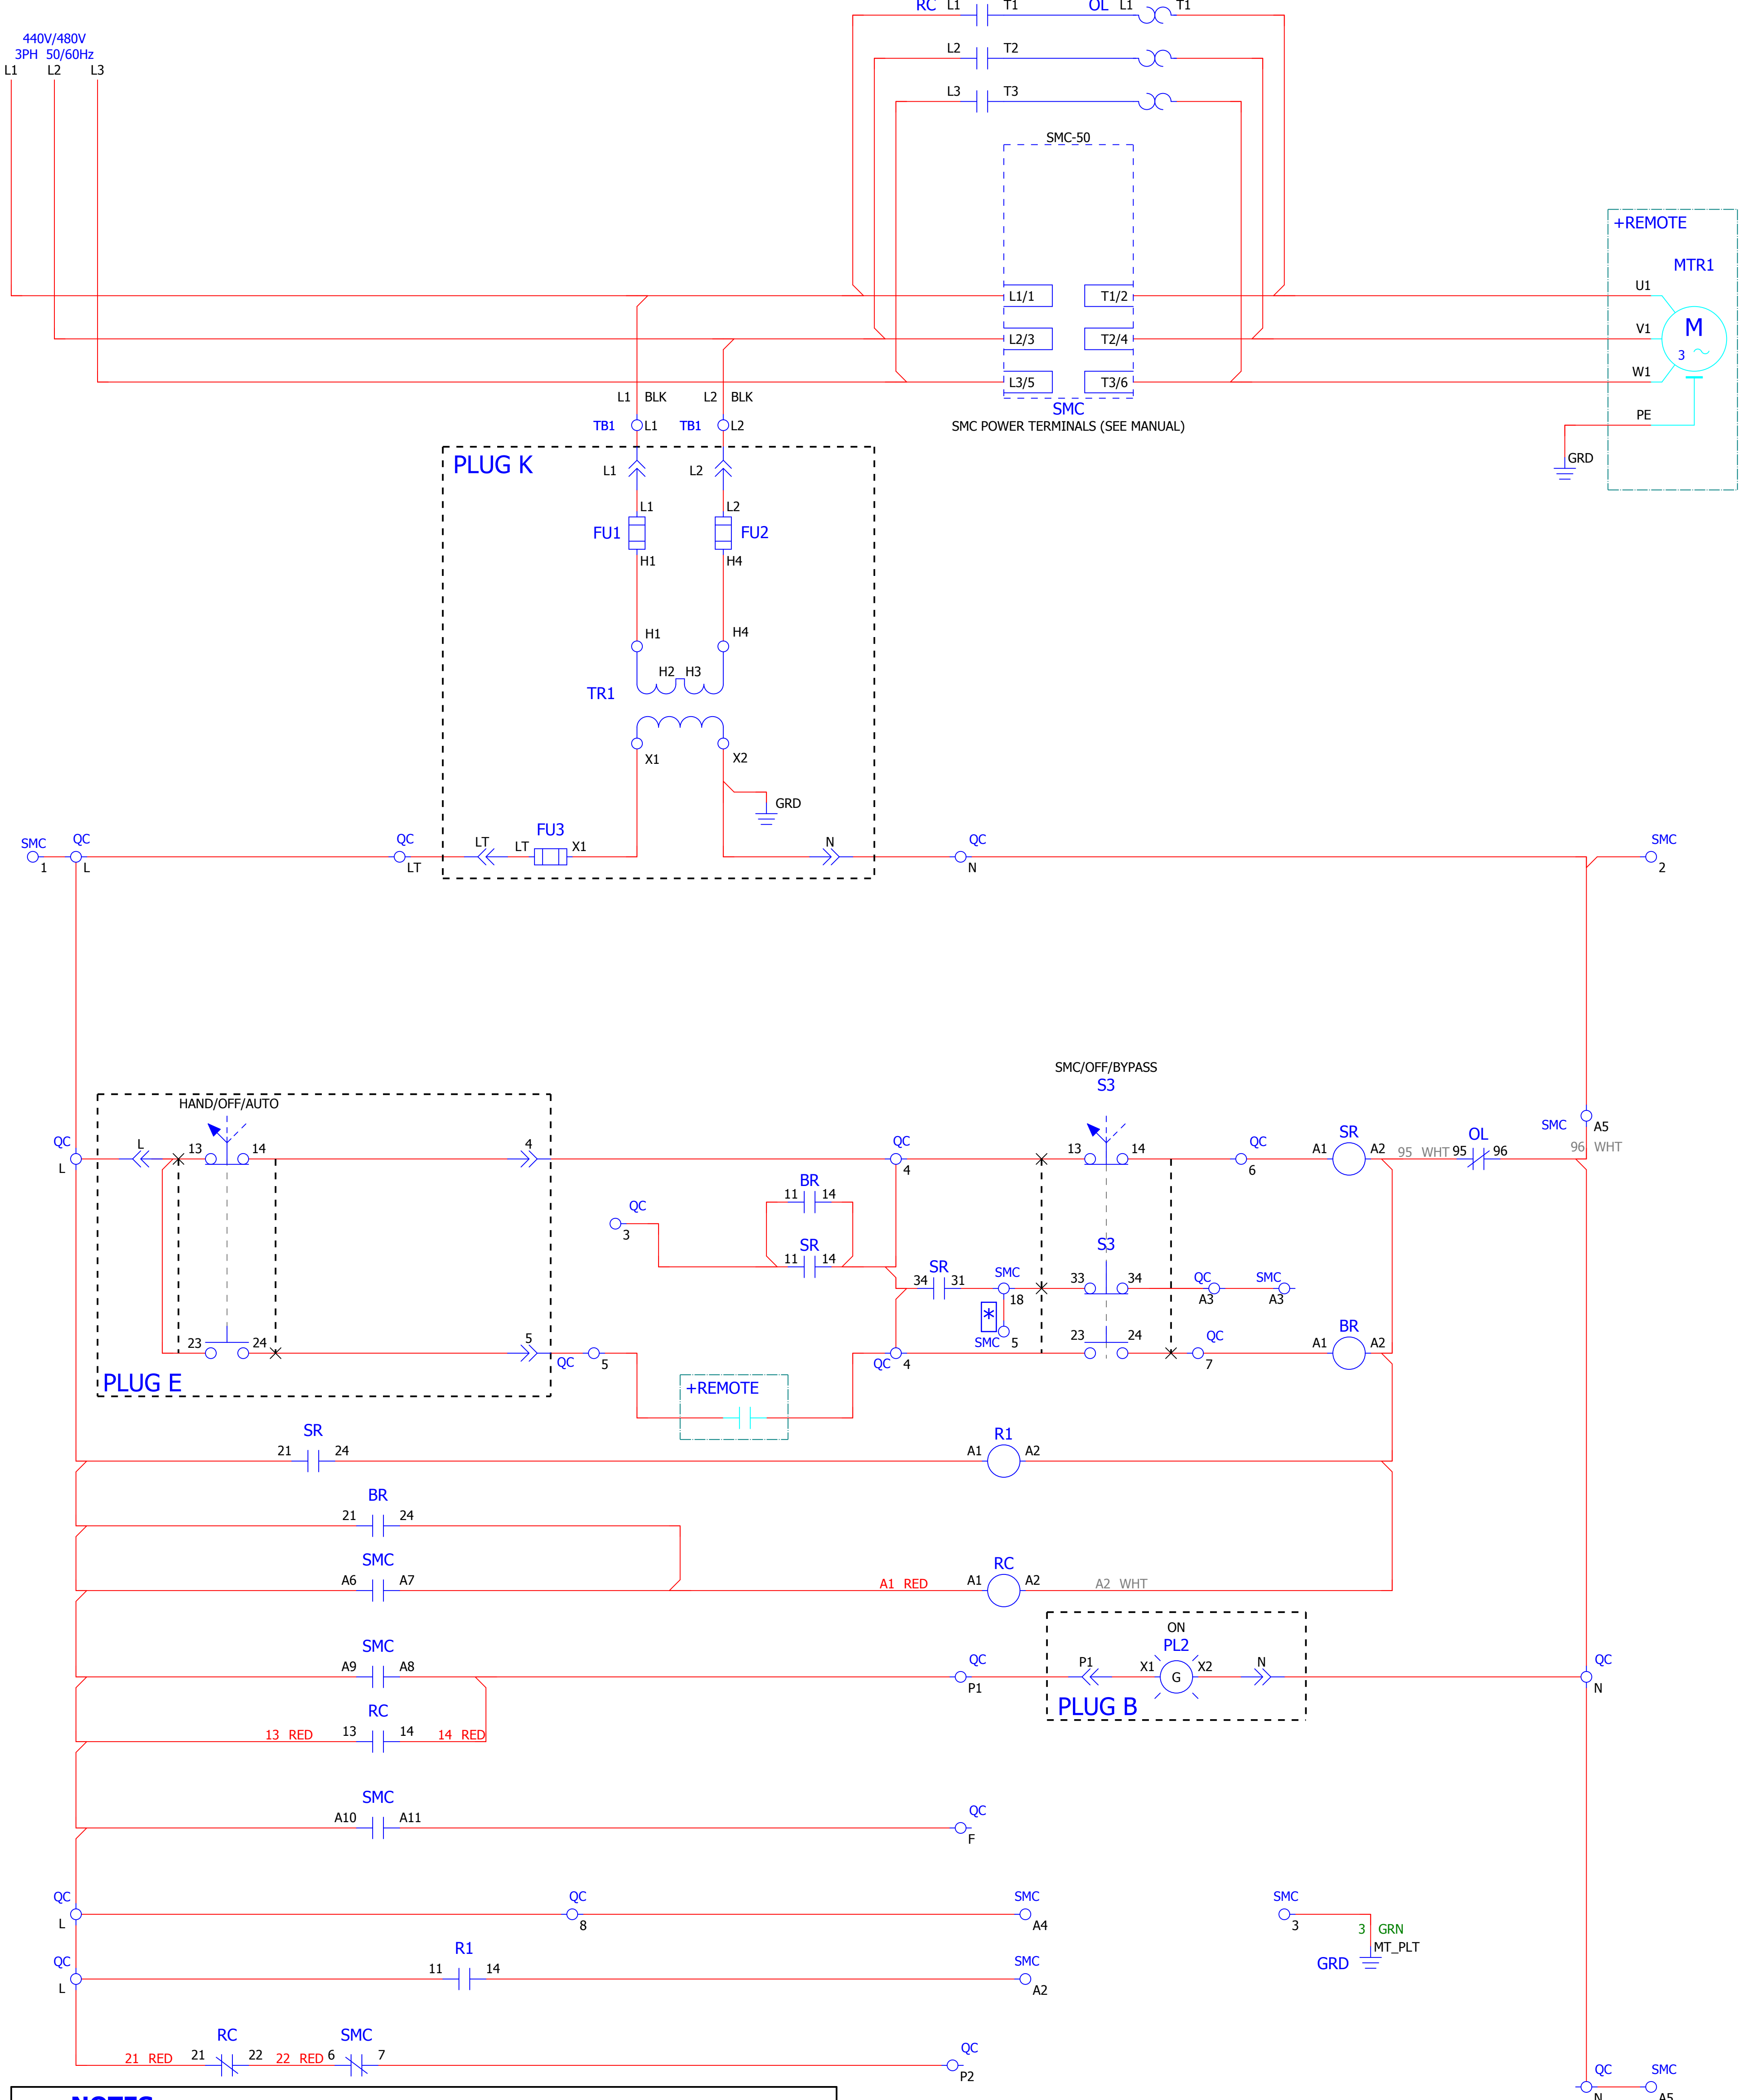 RC L1 T1 OL L1 T1
440V/480V
3PH 50/60Hz
L1 L2 L3
L2 T2
L3 T3
SMC-50
+REMOTE
MTR1
U1
L1/1 T1/2
V1
M
3
L2/3 T2/4
W1
L3/5 T3/6
L1 BLK L2 BLK
SMC
PE
TB1 L1 TB1 L2
SMC POWER TERMINALS (SEE MANUAL)
PLUG K
L1 L2
GRD
L1 L2
FU1 FU2
H1 H4
H1 H4
H2 H3
TR1
X1 X2
GRD
FU3
SMC QC QC LT LT X1 N QC SMC
1 L LT N 2
SMC/OFF/BYPASS
S3
HAND/OFF/AUTO
SMC A5
QC L 13 14 4 QC 13 14 QC SR OL
A1 A2 95 WHT 95 96 96 WHT
L 4 6
BR
11 14
QC
3
SR
11 14
S3
SR
34 31 SMC 33 34 QC SMC
18 A3 A3
*
SMC 5
23 24 5 23 24 QC BR
A1 A2
QC 5 QC 4 7
PLUG E
+REMOTE
SR R1
21 24 A1 A2
BR
21 24
SMC RC
A6 A7 A1 RED A1 A2 A2 WHT
ON
SMC PL2
A9 A8 QC P1 X1 G X2 N QC
P1 N
PLUG B
RC
13 RED 13 14 14 RED
SMC
A10 A11 QC
F
QC QC SMC SMC
L 8 A4 3
3 GRN
MT_PLT
GRD
QC R1 SMC
11 14
L A2
RC SMC
21 RED 21 22 22 RED 6 7 QC
P2
QC SMC
N A5
NOTES